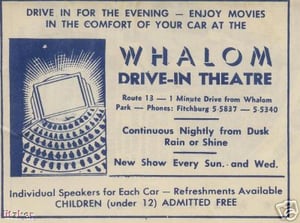 DRIVE IN FOR THE EVENING — ENJOY MOVIES
IN THE COMFORT OF YOUR CAR AT THE
WHALOM
DRIVE-IN THEATRE
Route 13 — 1 Minute Drive from Whalom
Park — Phones: Fitchburg 5-5837 — 5-5340
Continuous Nightly from Dusk
Rain or Shine
New Show Every Sun. and Wed.
Individual Speakers for Each Car — Refreshments Available
CHILDREN (under 12) ADMITTED FREE